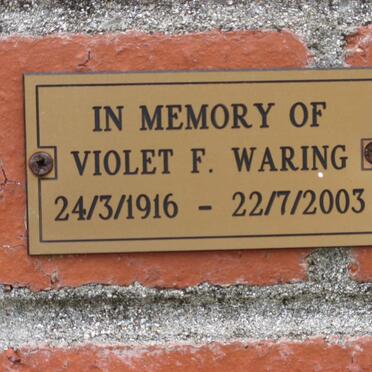 IN MEMORY OF
VIOLET F. WARING
24/3/1916 - 22/7/2003